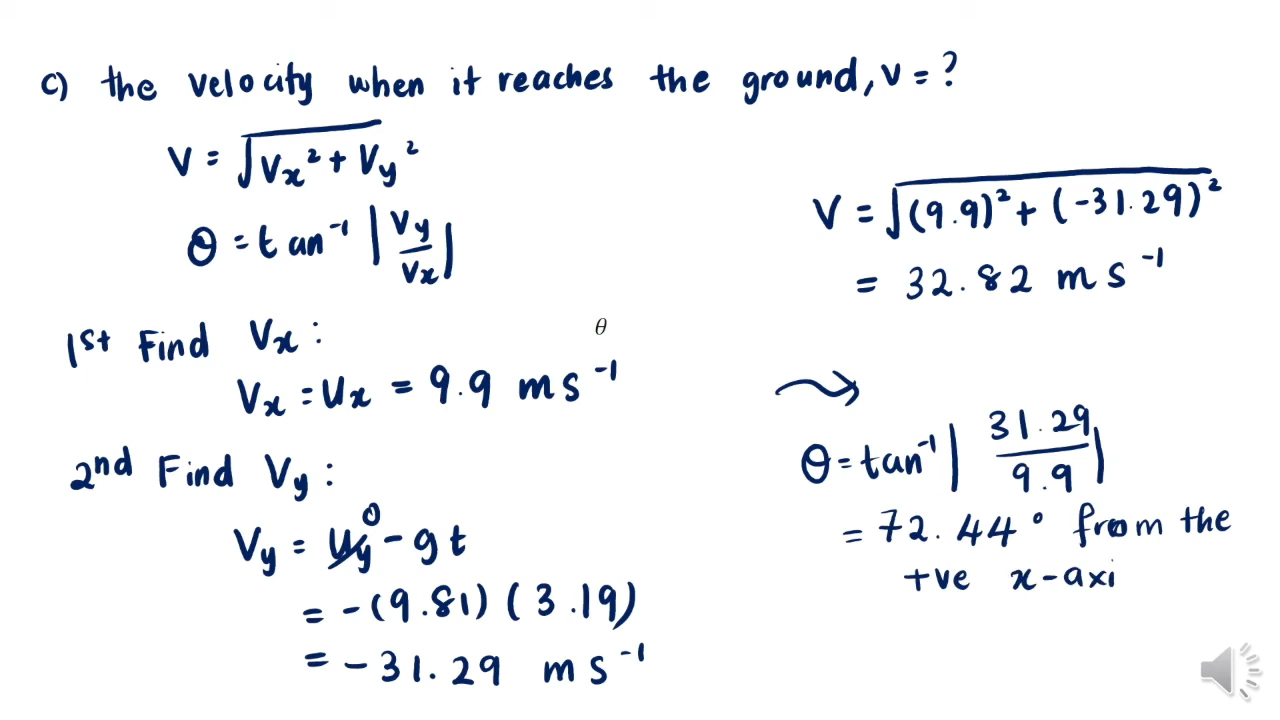 c) the velocity when it reaches the ground, v = ?
V = √(Vx² + Vy²)
θ = tan⁻¹ |Vy/Vx|
1st Find Vx :
Vx = Ux = 9.9 ms⁻¹
2nd Find Vy :
Vy = Uy⁰ - gt
= -(9.81)(3.19)
= -31.29 ms⁻¹
θ
V = √((9.9)² + (-31.29)²)
= 32.82 ms⁻¹
θ = tan⁻¹ |31.29/9.9|
= 72.44° from the
+ve x-axi